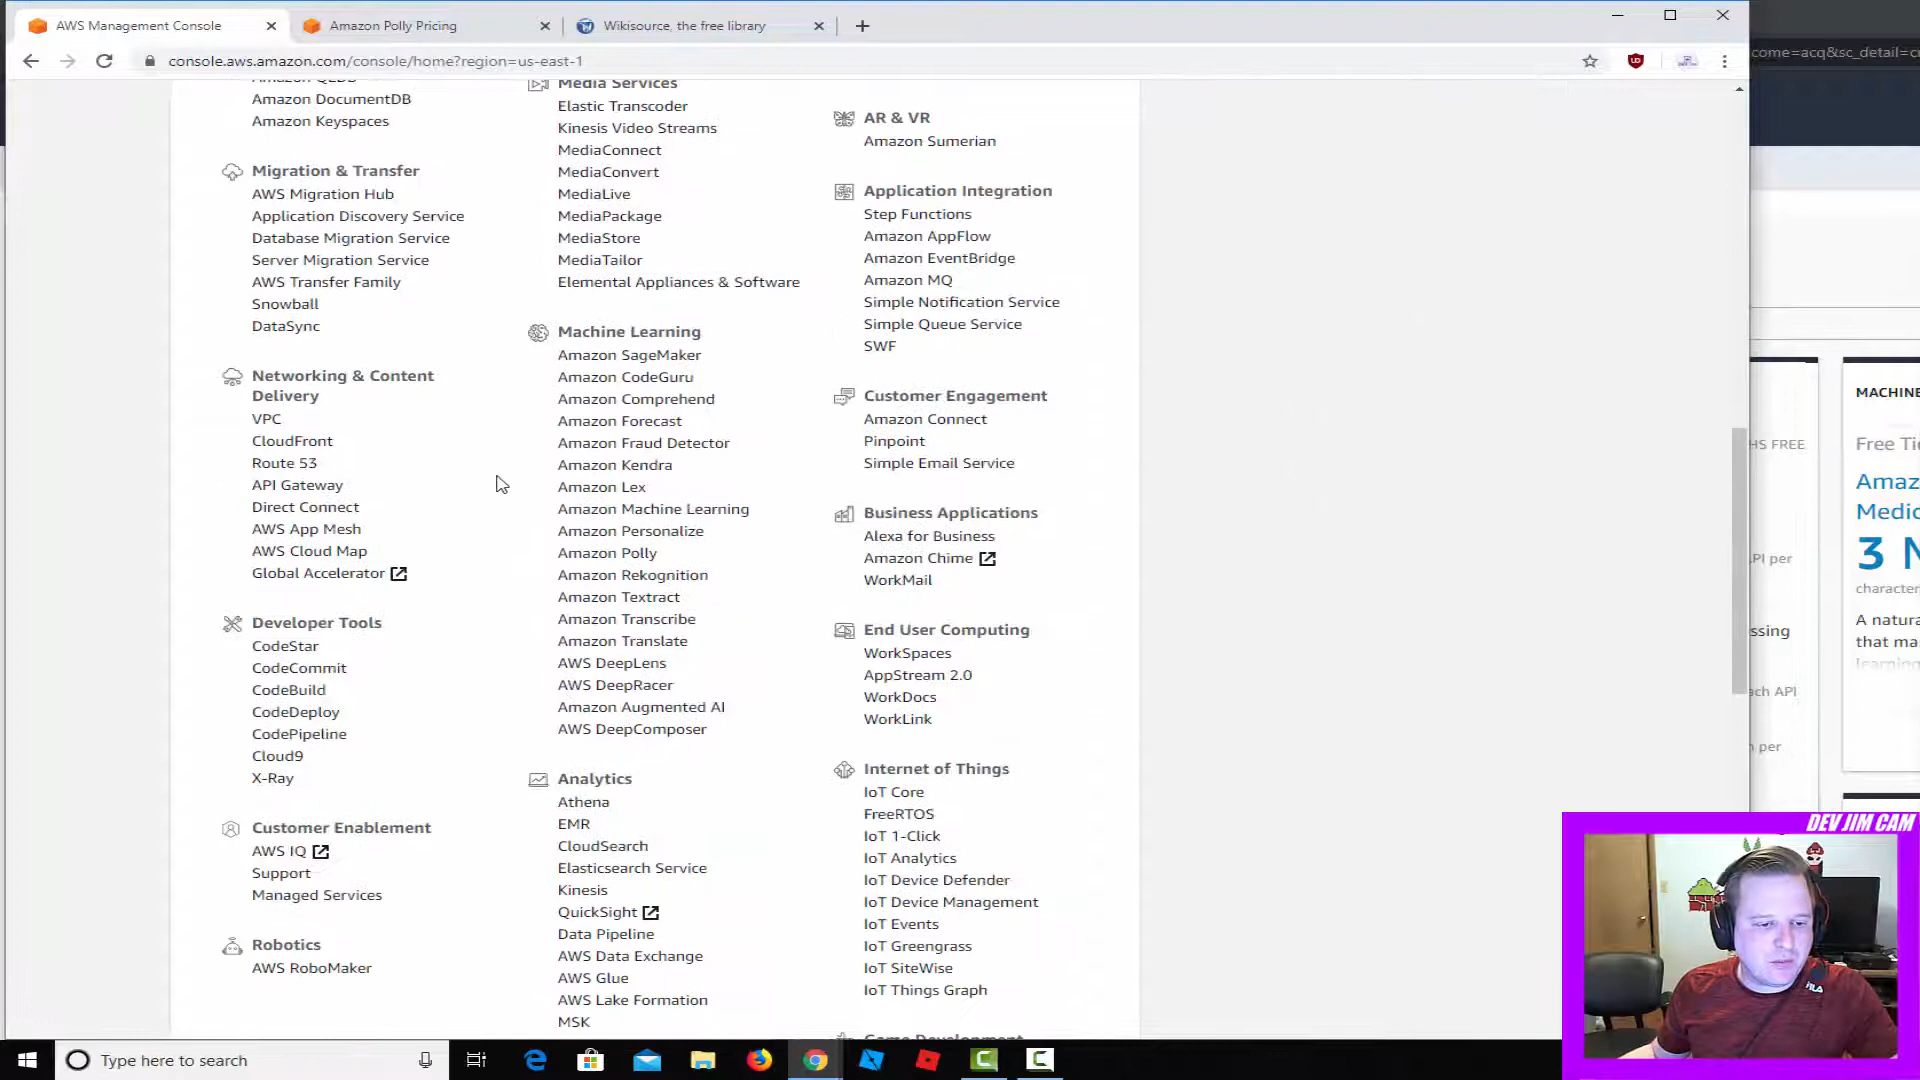 AWS Management Console
Amazon Polly Pricing
Wikisource, the free library
console.aws.amazon.com/console/home?region=us-east-1
come=acq&sc_detail=c
Amazon DocumentDB
Amazon Keyspaces
Migration & Transfer
AWS Migration Hub
Application Discovery Service
Database Migration Service
Server Migration Service
AWS Transfer Family
Snowball
DataSync
Networking & Content
Delivery
VPC
CloudFront
Route 53
API Gateway
Direct Connect
AWS App Mesh
AWS Cloud Map
Global Accelerator
Developer Tools
CodeStar
CodeCommit
CodeBuild
CodeDeploy
CodePipeline
Cloud9
X-Ray
Customer Enablement
AWS IQ
Support
Managed Services
Robotics
AWS RoboMaker
Media Services
Elastic Transcoder
Kinesis Video Streams
MediaConnect
MediaConvert
MediaLive
MediaPackage
MediaStore
MediaTailor
Elemental Appliances & Software
Machine Learning
Amazon SageMaker
Amazon CodeGuru
Amazon Comprehend
Amazon Forecast
Amazon Fraud Detector
Amazon Kendra
Amazon Lex
Amazon Machine Learning
Amazon Personalize
Amazon Polly
Amazon Rekognition
Amazon Textract
Amazon Transcribe
Amazon Translate
AWS DeepLens
AWS DeepRacer
Amazon Augmented AI
AWS DeepComposer
Analytics
Athena
EMR
CloudSearch
Elasticsearch Service
Kinesis
QuickSight
Data Pipeline
AWS Data Exchange
AWS Glue
AWS Lake Formation
MSK
AR & VR
Amazon Sumerian
Application Integration
Step Functions
Amazon AppFlow
Amazon EventBridge
Amazon MQ
Simple Notification Service
Simple Queue Service
SWF
Customer Engagement
Amazon Connect
Pinpoint
Simple Email Service
Business Applications
Alexa for Business
Amazon Chime
WorkMail
End User Computing
WorkSpaces
AppStream 2.0
WorkDocs
WorkLink
Internet of Things
IoT Core
FreeRTOS
IoT 1-Click
IoT Analytics
IoT Device Defender
IoT Device Management
IoT Events
IoT Greengrass
IoT SiteWise
IoT Things Graph
HS FREE
API per
ssing
ach API
n per
MACHINE
Free Tie
Amaz
Medic
3 M
character
A natura
that ma
learning
DEV JIM CAM
FILA
Type here to search